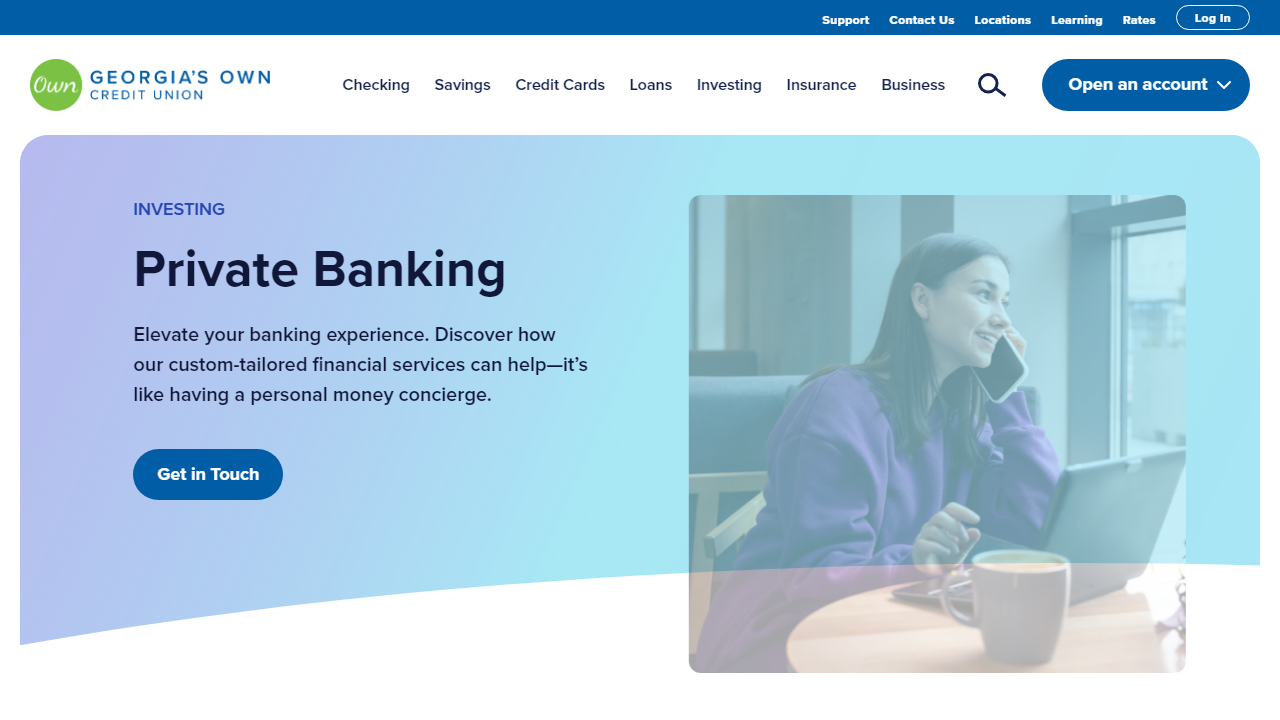 Support Contact Us Locations Learning Rates Log In
Own GEORGIA'S OWN
CREDIT UNION
Checking Savings Credit Cards Loans Investing Insurance Business Open an account
INVESTING
Private Banking
Elevate your banking experience. Discover how
our custom-tailored financial services can help—it’s
like having a personal money concierge.
Get in Touch